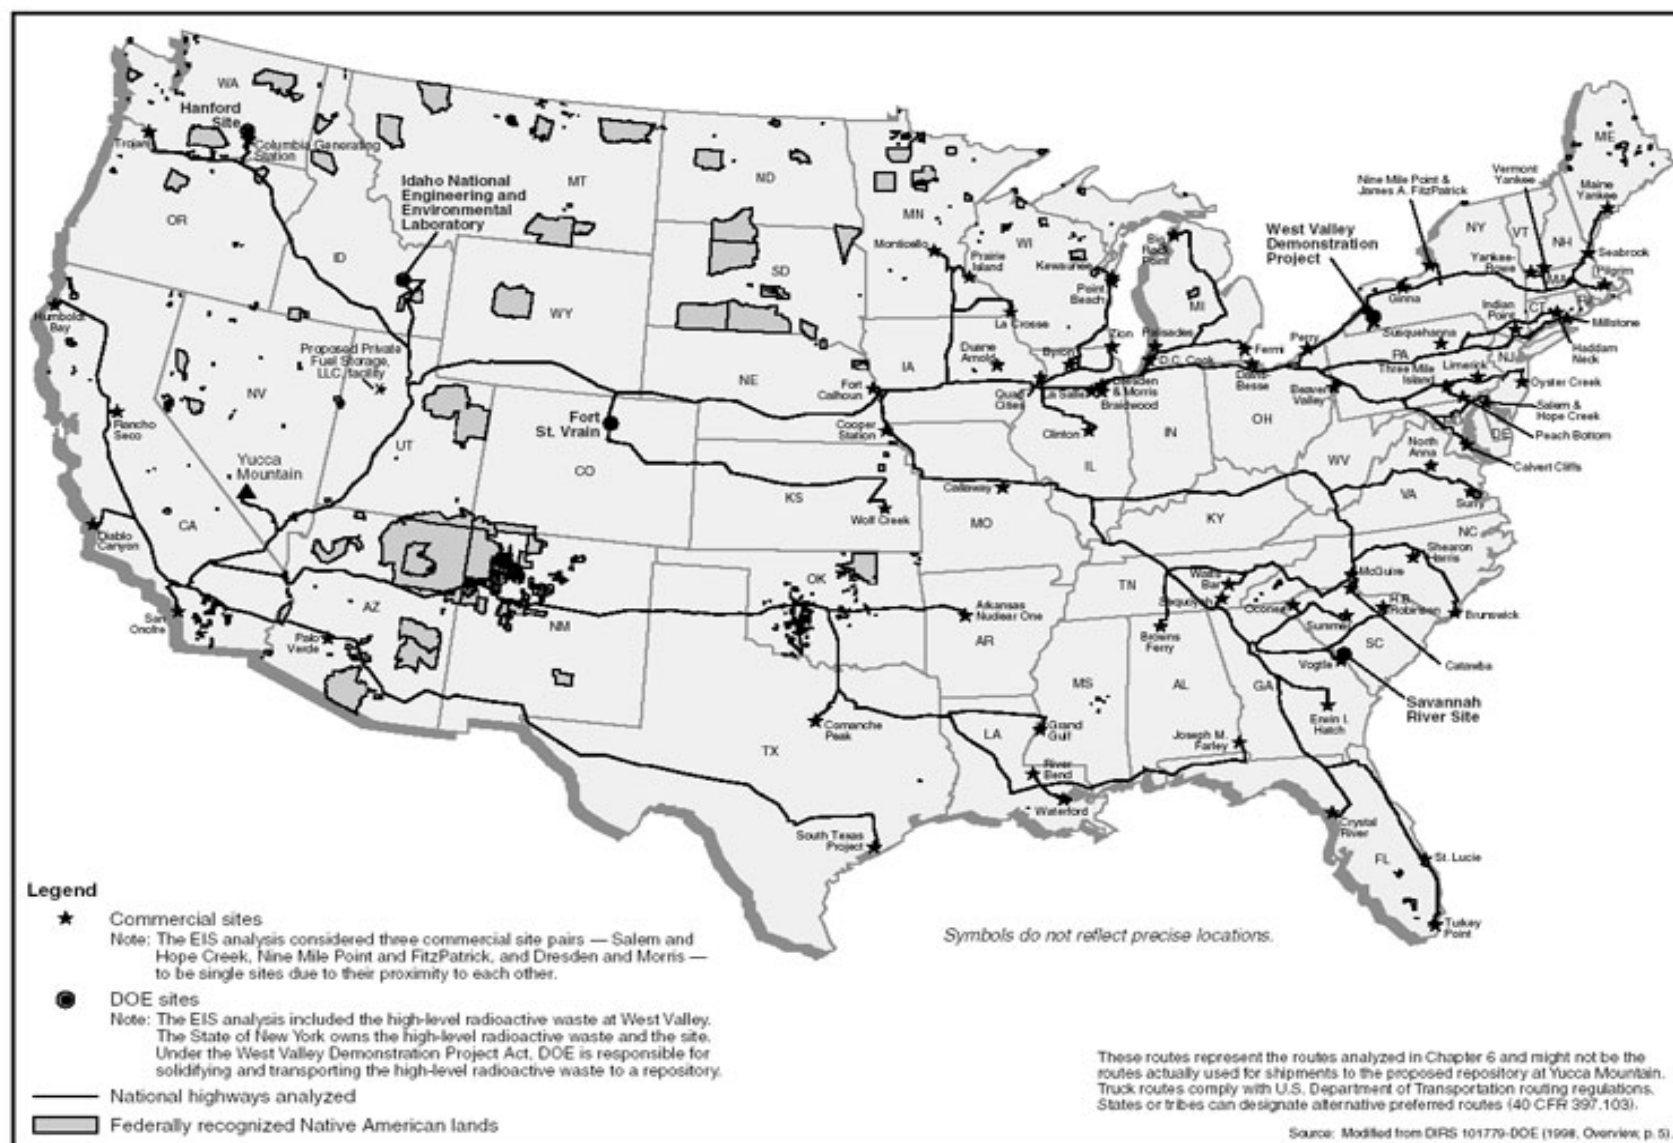 WA
Hanford
Site
Trojan
Columbia Generating
Station
OR
ID
Idaho National
Engineering and
Environmental
Laboratory
MT
ND
MN
Monticello
Prairie
Island
WI
Kewaunee
Point
Beach
La Crosse
Big
Rock
Point
MI
Nine Mile Point &
James A. FitzPatrick
Vermont
Yankee
ME
Maine
Yankee
NY
VT
NH
West Valley
Demonstration
Project
Yankee-
Rowe
MA
Seabrook
Pilgrim
Ginna
Indian
Point
CT
RI
Millstone
Haddam
Neck
Susquehanna
PA
NJ
Three Mile
Island
Limerick
Oyster Creek
Salem &
Hope Creek
Peach Bottom
DE
Calvert Cliffs
Humboldt
Bay
NV
Proposed Private
Fuel Storage,
LLC, facility
WY
SD
NE
IA
Duane
Arnold
Byron
Zion
Palisades
D.C. Cook
Fermi
Perry
Davis-
Besse
Beaver
Valley
Fort
Calhoun
Quad
Cities
La Salle
Dresden
& Morris
Braidwood
Rancho
Seco
Yucca
Mountain
UT
Fort
St. Vrain
CO
Cooper
Station
Clinton
IL
IN
OH
WV
North
Anna
VA
Surry
CA
Diablo
Canyon
KS
Wolf Creek
Callaway
MO
KY
NC
Shearon
Harris
San
Onofre
AZ
Palo
Verde
NM
OK
Arkansas
Nuclear One
AR
TN
Watts
Bar
Sequoyah
McGuire
Oconee
H.B.
Robinson
Brunswick
Summer
SC
Catawba
Browns
Ferry
Vogtle
Savannah
River Site
MS
AL
GA
Erwin I.
Hatch
Comanche
Peak
TX
LA
Grand
Gulf
Joseph M.
Farley
River
Bend
Waterford
South Texas
Project
Crystal
River
FL
St. Lucie
Turkey
Point
Legend
Commercial sites
Note: The EIS analysis considered three commercial site pairs — Salem and
Hope Creek, Nine Mile Point and FitzPatrick, and Dresden and Morris —
to be single sites due to their proximity to each other.
DOE sites
Note: The EIS analysis included the high-level radioactive waste at West Valley.
The State of New York owns the high-level radioactive waste and the site.
Under the West Valley Demonstration Project Act, DOE is responsible for
solidifying and transporting the high-level radioactive waste to a repository.
National highways analyzed
Federally recognized Native American lands
Symbols do not reflect precise locations.
These routes represent the routes analyzed in Chapter 6 and might not be the
routes actually used for shipments to the proposed repository at Yucca Mountain.
Truck routes comply with U.S. Department of Transportation routing regulations.
States or tribes can designate alternative preferred routes (40 CFR 397.103).
Source: Modified from DIRS 101779-DOE (1998, Overview, p. 5)